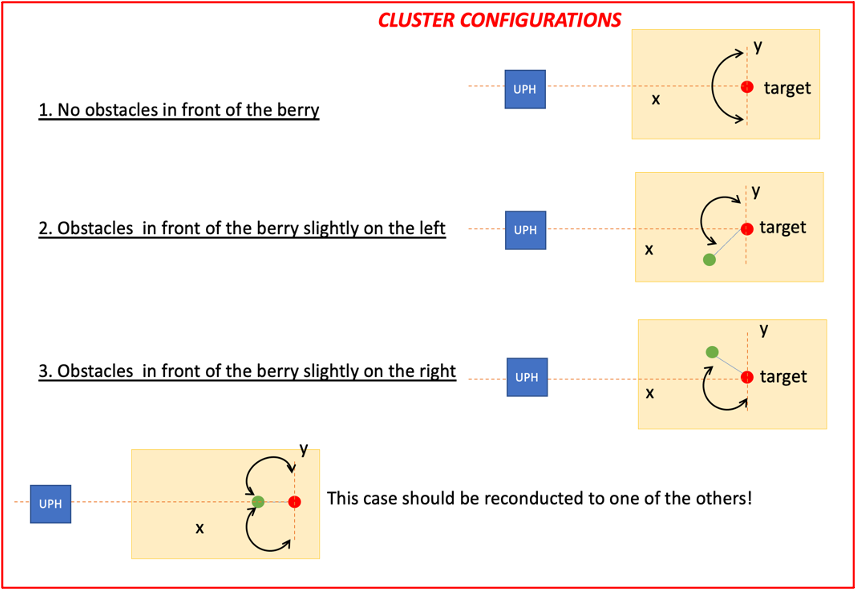 CLUSTER CONFIGURATIONS
y
UPH
target
x
1. No obstacles in front of the berry
y
2. Obstacles  in front of the berry slightly on the left
UPH
target
x
y
3. Obstacles  in front of the berry slightly on the right
UPH
target
x
y
UPH
This case should be reconducted to one of the others!
x